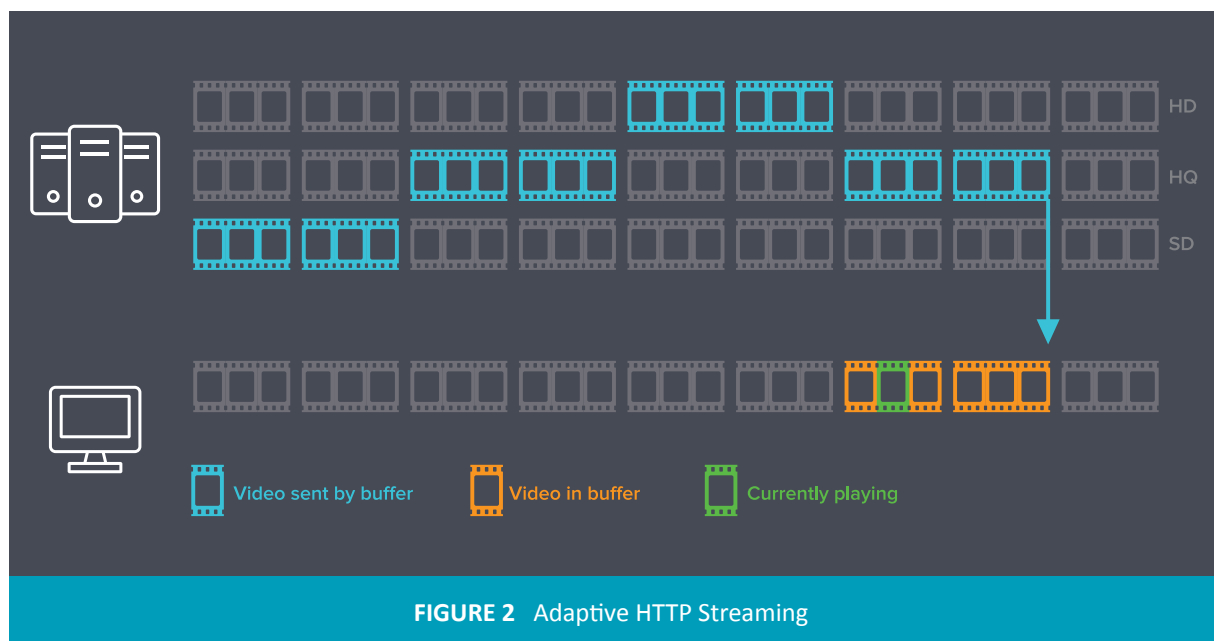 HD
HQ
SD
Video sent by buffer
Video in buffer
Currently playing
FIGURE 2 Adaptive HTTP Streaming